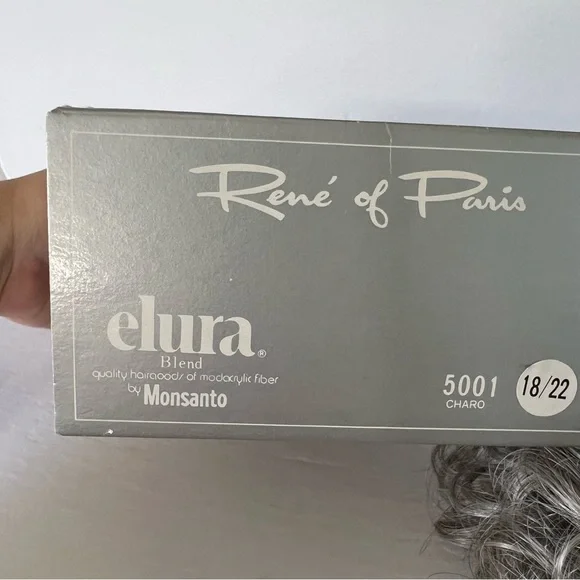 René of Paris
elura®
Blend
quality hairgoods of modacrylic fiber
by Monsanto
5001
CHARO
18/22